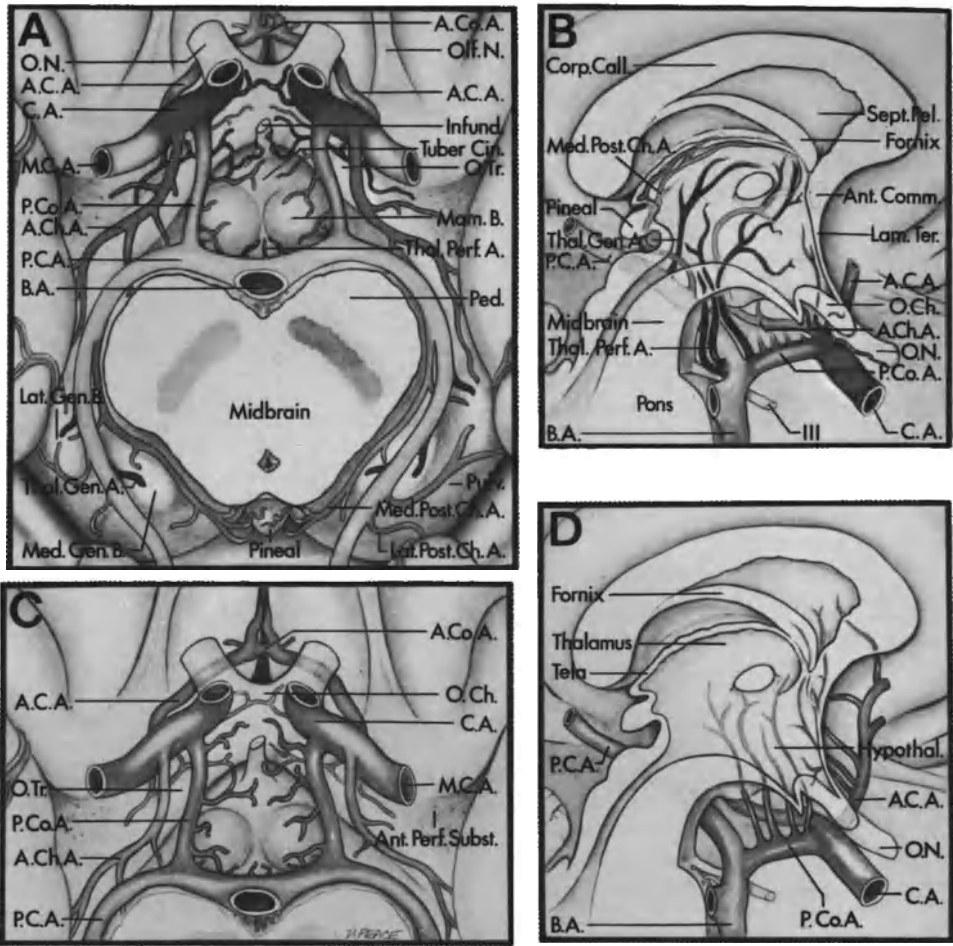 A
A.Co.A.
Olf.N.
O.N.
A.C.A.
C.A.
A.C.A.
Infund.
Tuber Cin.
O.Tr.
M.C.A.
P.Co.A.
A.Ch.A.
Mam.B.
Thal.Perf.A.
P.C.A.
B.A.
Ped.
Lat.Gen.B.
Midbrain
Thal.Gen.A.
Pulv.
Med.Post.Ch.A.
Med.Gen.B.
Pineal
Lat.Post.Ch.A.
B
Corp.Call.
Sept.Pel.
Fornix
Med.Post.Ch.A.
Ant.Comm.
Pineal
Thal.Gen.A.
Lam.Ter.
P.C.A.
A.C.A.
O.Ch.
Midbrain
A.Ch.A.
Thal.Perf.A.
O.N.
P.Co.A.
Pons
B.A.
III
C.A.
C
A.Co.A.
A.C.A.
O.Ch.
C.A.
O.Tr.
M.C.A.
P.Co.A.
Ant.Perf.Subst.
A.Ch.A.
P.C.A.
D
Fornix
Thalamus
Tela
Hypothal.
P.C.A.
A.C.A.
O.N.
C.A.
P.Co.A.
B.A.